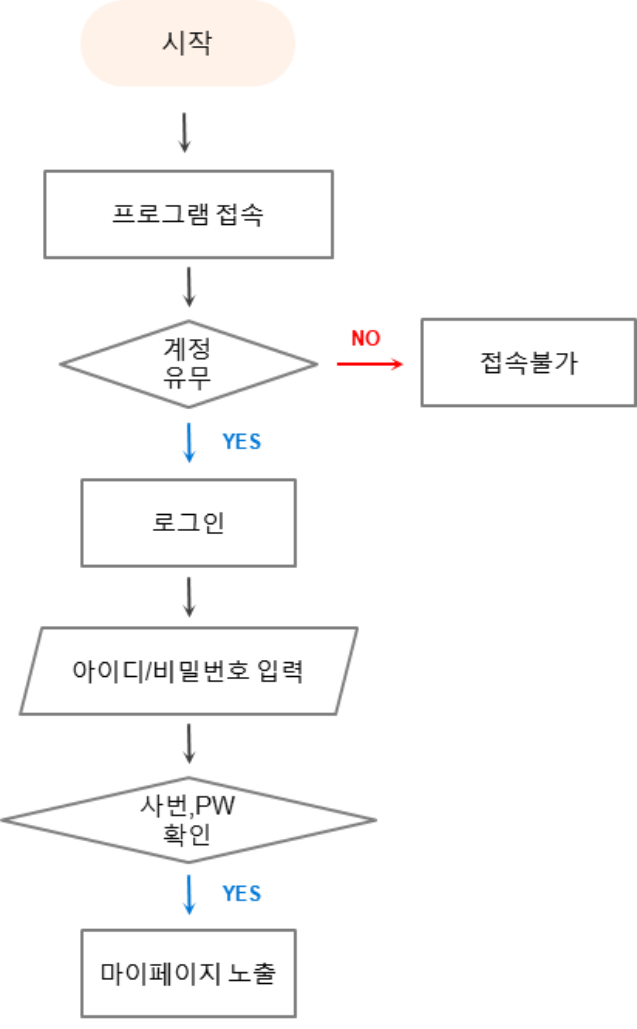 시작
프로그램 접속
계정
유무
NO
접속불가
YES
로그인
아이디/비밀번호 입력
사번,PW
확인
YES
마이페이지 노출